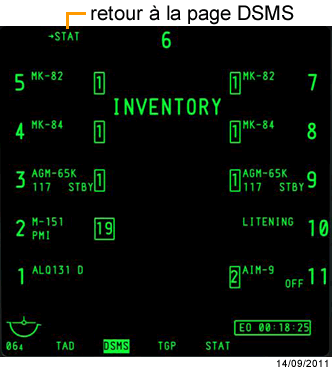 retour à la page DSMS
→STAT
6
5 MK-82 1 1 MK-82 7
INVENTORY
4 MK-84 1 1 MK-84 8
3 AGM-65K 1 1 AGM-65K 9
117 STBY 117 STBY
2 M-151 19 LITENING 10
PMI
1 ALQ131 D 2 AIM-9 OFF 11
EO 00:18:25
064 TAD DSMS TGP STAT
14/09/2011